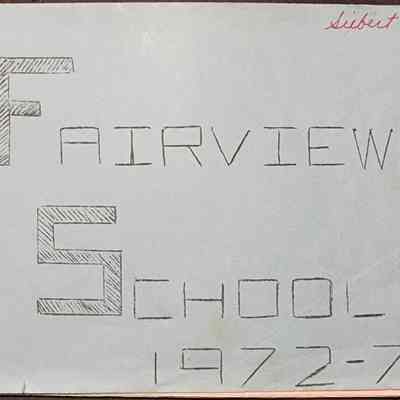 Siebert
FAIRVIEW
SCHOOL
1972-7